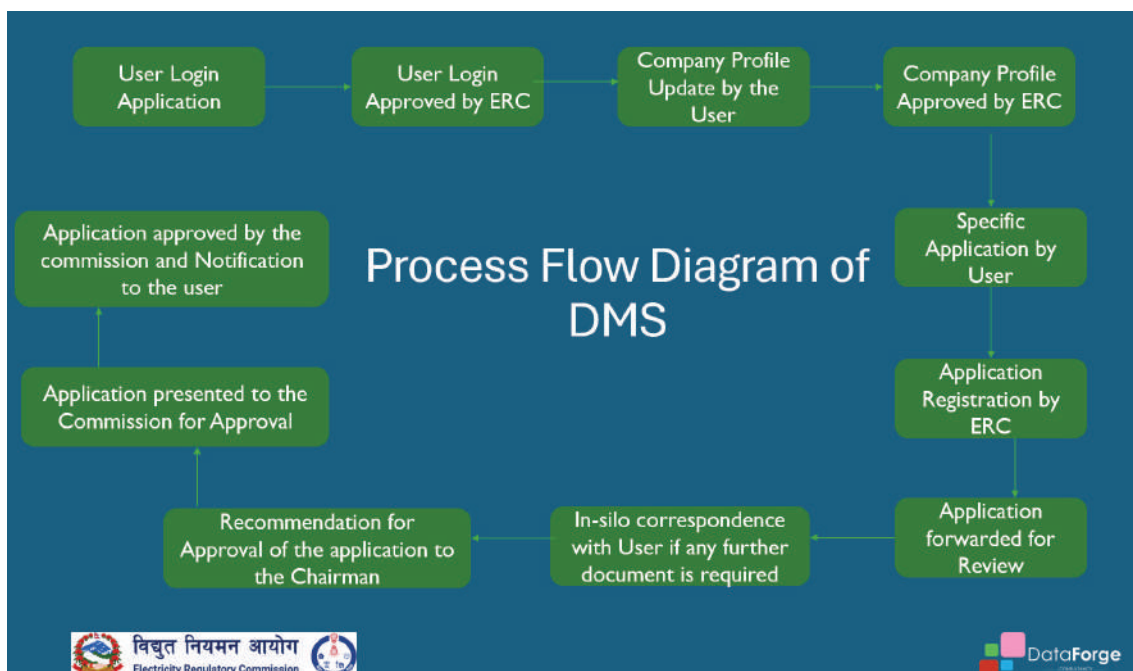 User Login
Application
User Login
Approved by ERC
Company Profile
Update by the
User
Company Profile
Approved by ERC
Specific
Application by
User
Application
Registration by
ERC
Application
forwarded for
Review
In-silo correspondence
with User if any further
document is required
Recommendation for
Approval of the application to
the Chairman
Application presented to the
Commission for Approval
Application approved by the
commission and Notification
to the user
Process Flow Diagram of
DMS
विद्युत नियमन आयोग
Electricity Regulatory Commission
DataForge